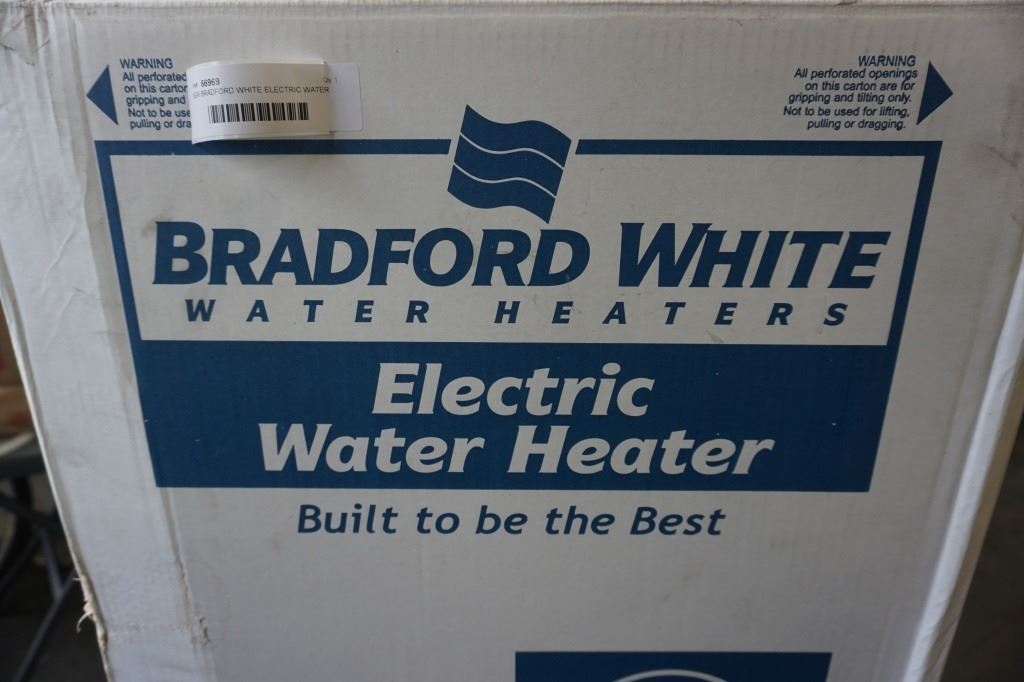 WARNING
All perforated
on this carton
gripping and
Not to be use
pulling or dra
66969
BRADFORD WHITE ELECTRIC WATER
WARNING
All perforated openings
on this carton are for
gripping and tilting only.
Not to be used for lifting,
pulling or dragging.
BRADFORD WHITE
WATER HEATERS
Electric
Water Heater
Built to be the Best